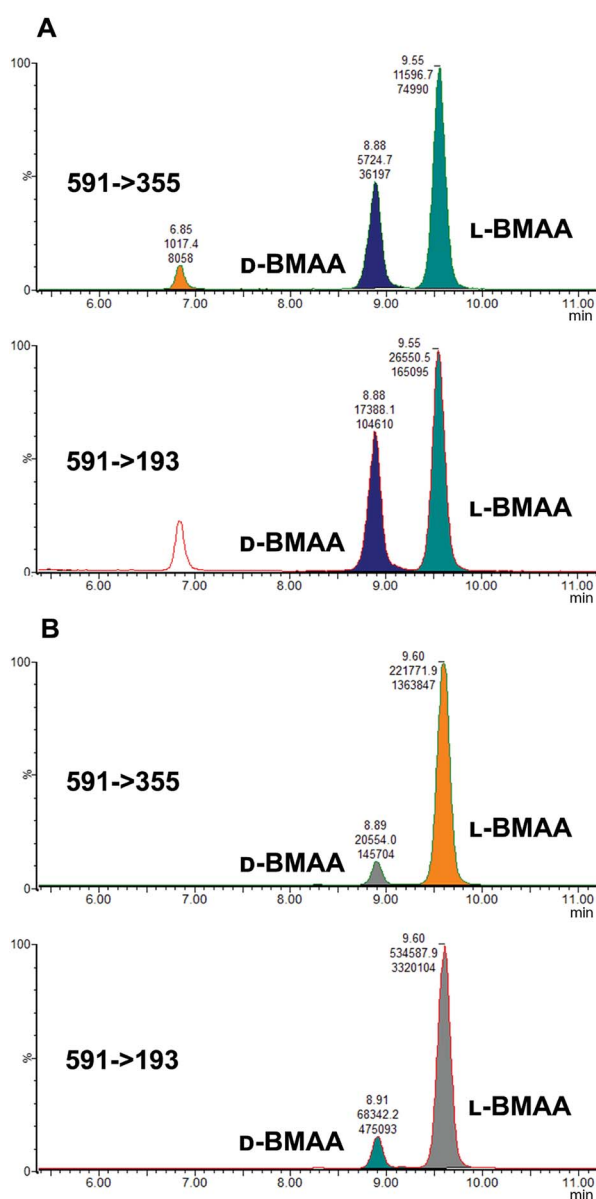 A
100
%
0
591->355
6.85
1017.4
8058
D-BMAA
8.88
5724.7
36197
9.55
11596.7
74990
L-BMAA
6.00 7.00 8.00 9.00 10.00 11.00
min
100
%
0
591->193
D-BMAA
8.88
17388.1
104610
9.55
26550.5
165095
L-BMAA
6.00 7.00 8.00 9.00 10.00 11.00
min
B
100
%
0
591->355
D-BMAA
8.89
20554.0
145704
9.60
221771.9
1363847
L-BMAA
6.00 7.00 8.00 9.00 10.00 11.00
min
100
%
0
591->193
D-BMAA
8.91
68342.2
475093
9.60
534587.9
3320104
L-BMAA
6.00 7.00 8.00 9.00 10.00 11.00
min